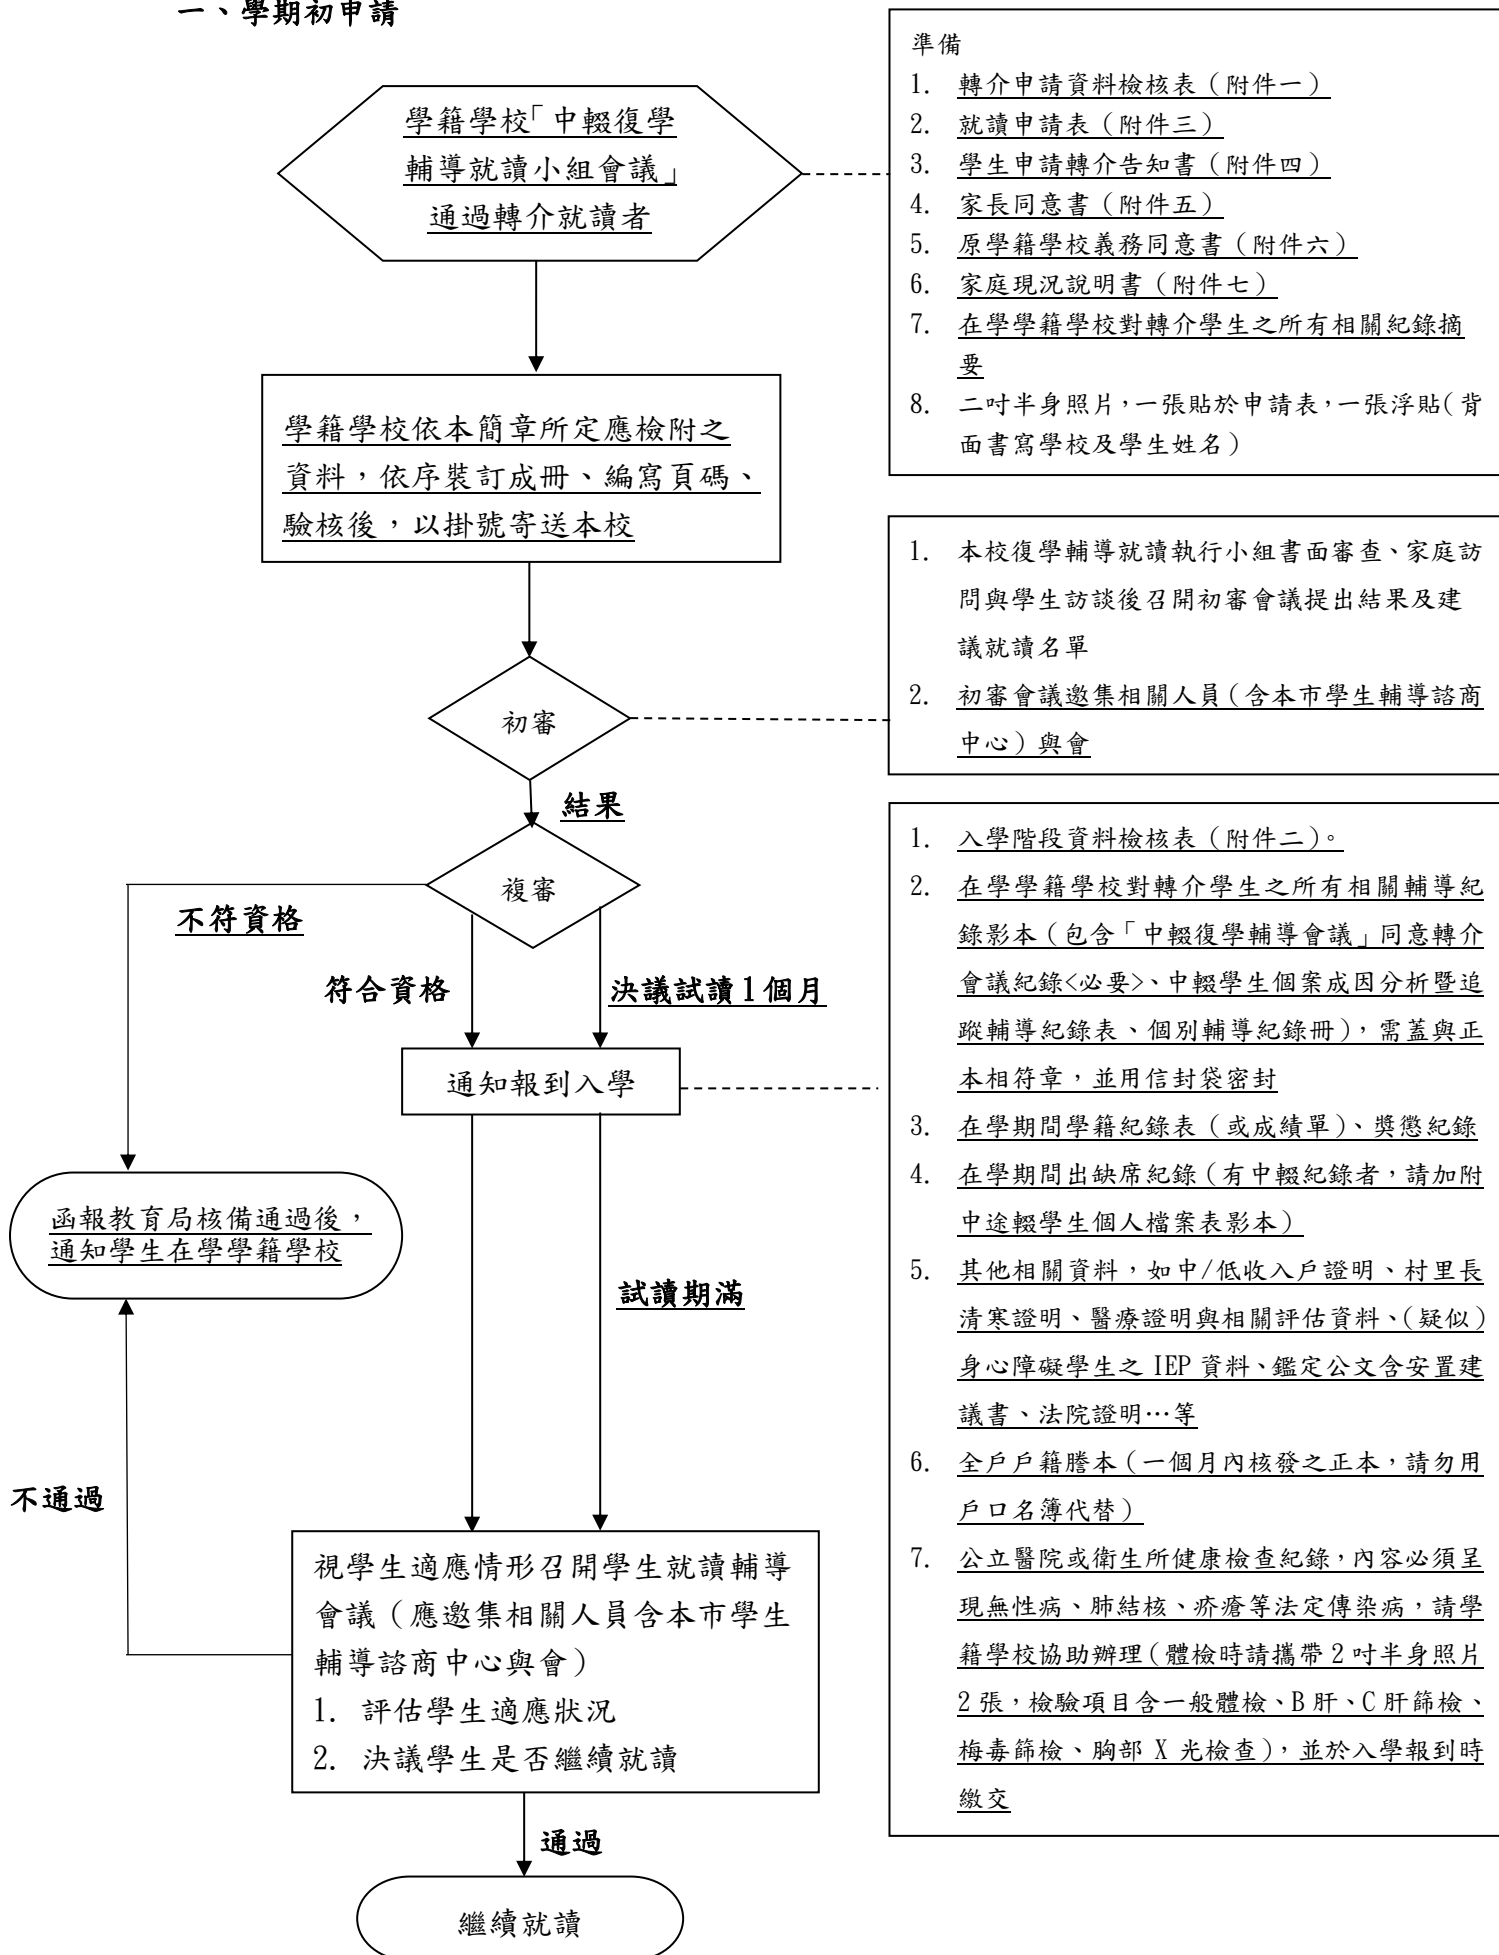 一、學期初申請
學籍學校「中輟復學
輔導就讀小組會議」
通過轉介就讀者
準備
1. 轉介申請資料檢核表（附件一）
2. 就讀申請表（附件三）
3. 學生申請轉介告知書（附件四）
4. 家長同意書（附件五）
5. 原學籍學校義務同意書（附件六）
6. 家庭現況說明書（附件七）
7. 在學學籍學校對轉介學生之所有相關紀錄摘
要
8. 二吋半身照片，一張貼於申請表，一張浮貼（背
面書寫學校及學生姓名）
學籍學校依本簡章所定應檢附之
資料，依序裝訂成冊、編寫頁碼、
驗核後，以掛號寄送本校
1. 本校復學輔導就讀執行小組書面審查、家庭訪
問與學生訪談後召開初審會議提出結果及建
議就讀名單
2. 初審會議邀集相關人員（含本市學生輔導諮商
中心）與會
初審
結果
複審
不符資格
符合資格
決議試讀1個月
通知報到入學
1. 入學階段資料檢核表（附件二）。
2. 在學學籍學校對轉介學生之所有相關輔導紀
錄影本（包含「中輟復學輔導會議」同意轉介
會議紀錄<必要>、中輟學生個案成因分析暨追
蹤輔導紀錄表、個別輔導紀錄冊），需蓋與正
本相符章，並用信封袋密封
3. 在學期間學籍紀錄表（或成績單）、獎懲紀錄
4. 在學期間出缺席紀錄（有中輟紀錄者，請加附
中途輟學生個人檔案表影本）
5. 其他相關資料，如中/低收入戶證明、村里長
清寒證明、醫療證明與相關評估資料、（疑似）
身心障礙學生之 IEP 資料、鑑定公文含安置建
議書、法院證明…等
6. 全戶戶籍謄本（一個月內核發之正本，請勿用
戶口名簿代替）
7. 公立醫院或衛生所健康檢查紀錄，內容必須呈
現無性病、肺結核、疥瘡等法定傳染病，請學
籍學校協助辦理（體檢時請攜帶 2 吋半身照片
2 張，檢驗項目含一般體檢、B 肝、C 肝篩檢、
梅毒篩檢、胸部 X 光檢查），並於入學報到時
繳交
函報教育局核備通過後，
通知學生在學學籍學校
試讀期滿
不通過
視學生適應情形召開學生就讀輔導
會議（應邀集相關人員含本市學生
輔導諮商中心與會）
1. 評估學生適應狀況
2. 決議學生是否繼續就讀
通過
繼續就讀